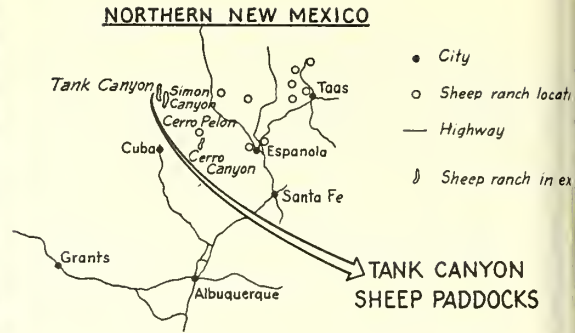 NORTHERN NEW MEXICO
Tank Canyon
Simon
Canyon
Cerro Pelon
Cuba
Cerro
Canyon
Taas
Espanola
Santa Fe
Grants
Albuquerque
City
Sheep ranch locati
Highway
Sheep ranch in ex
TANK CANYON
SHEEP PADDOCKS